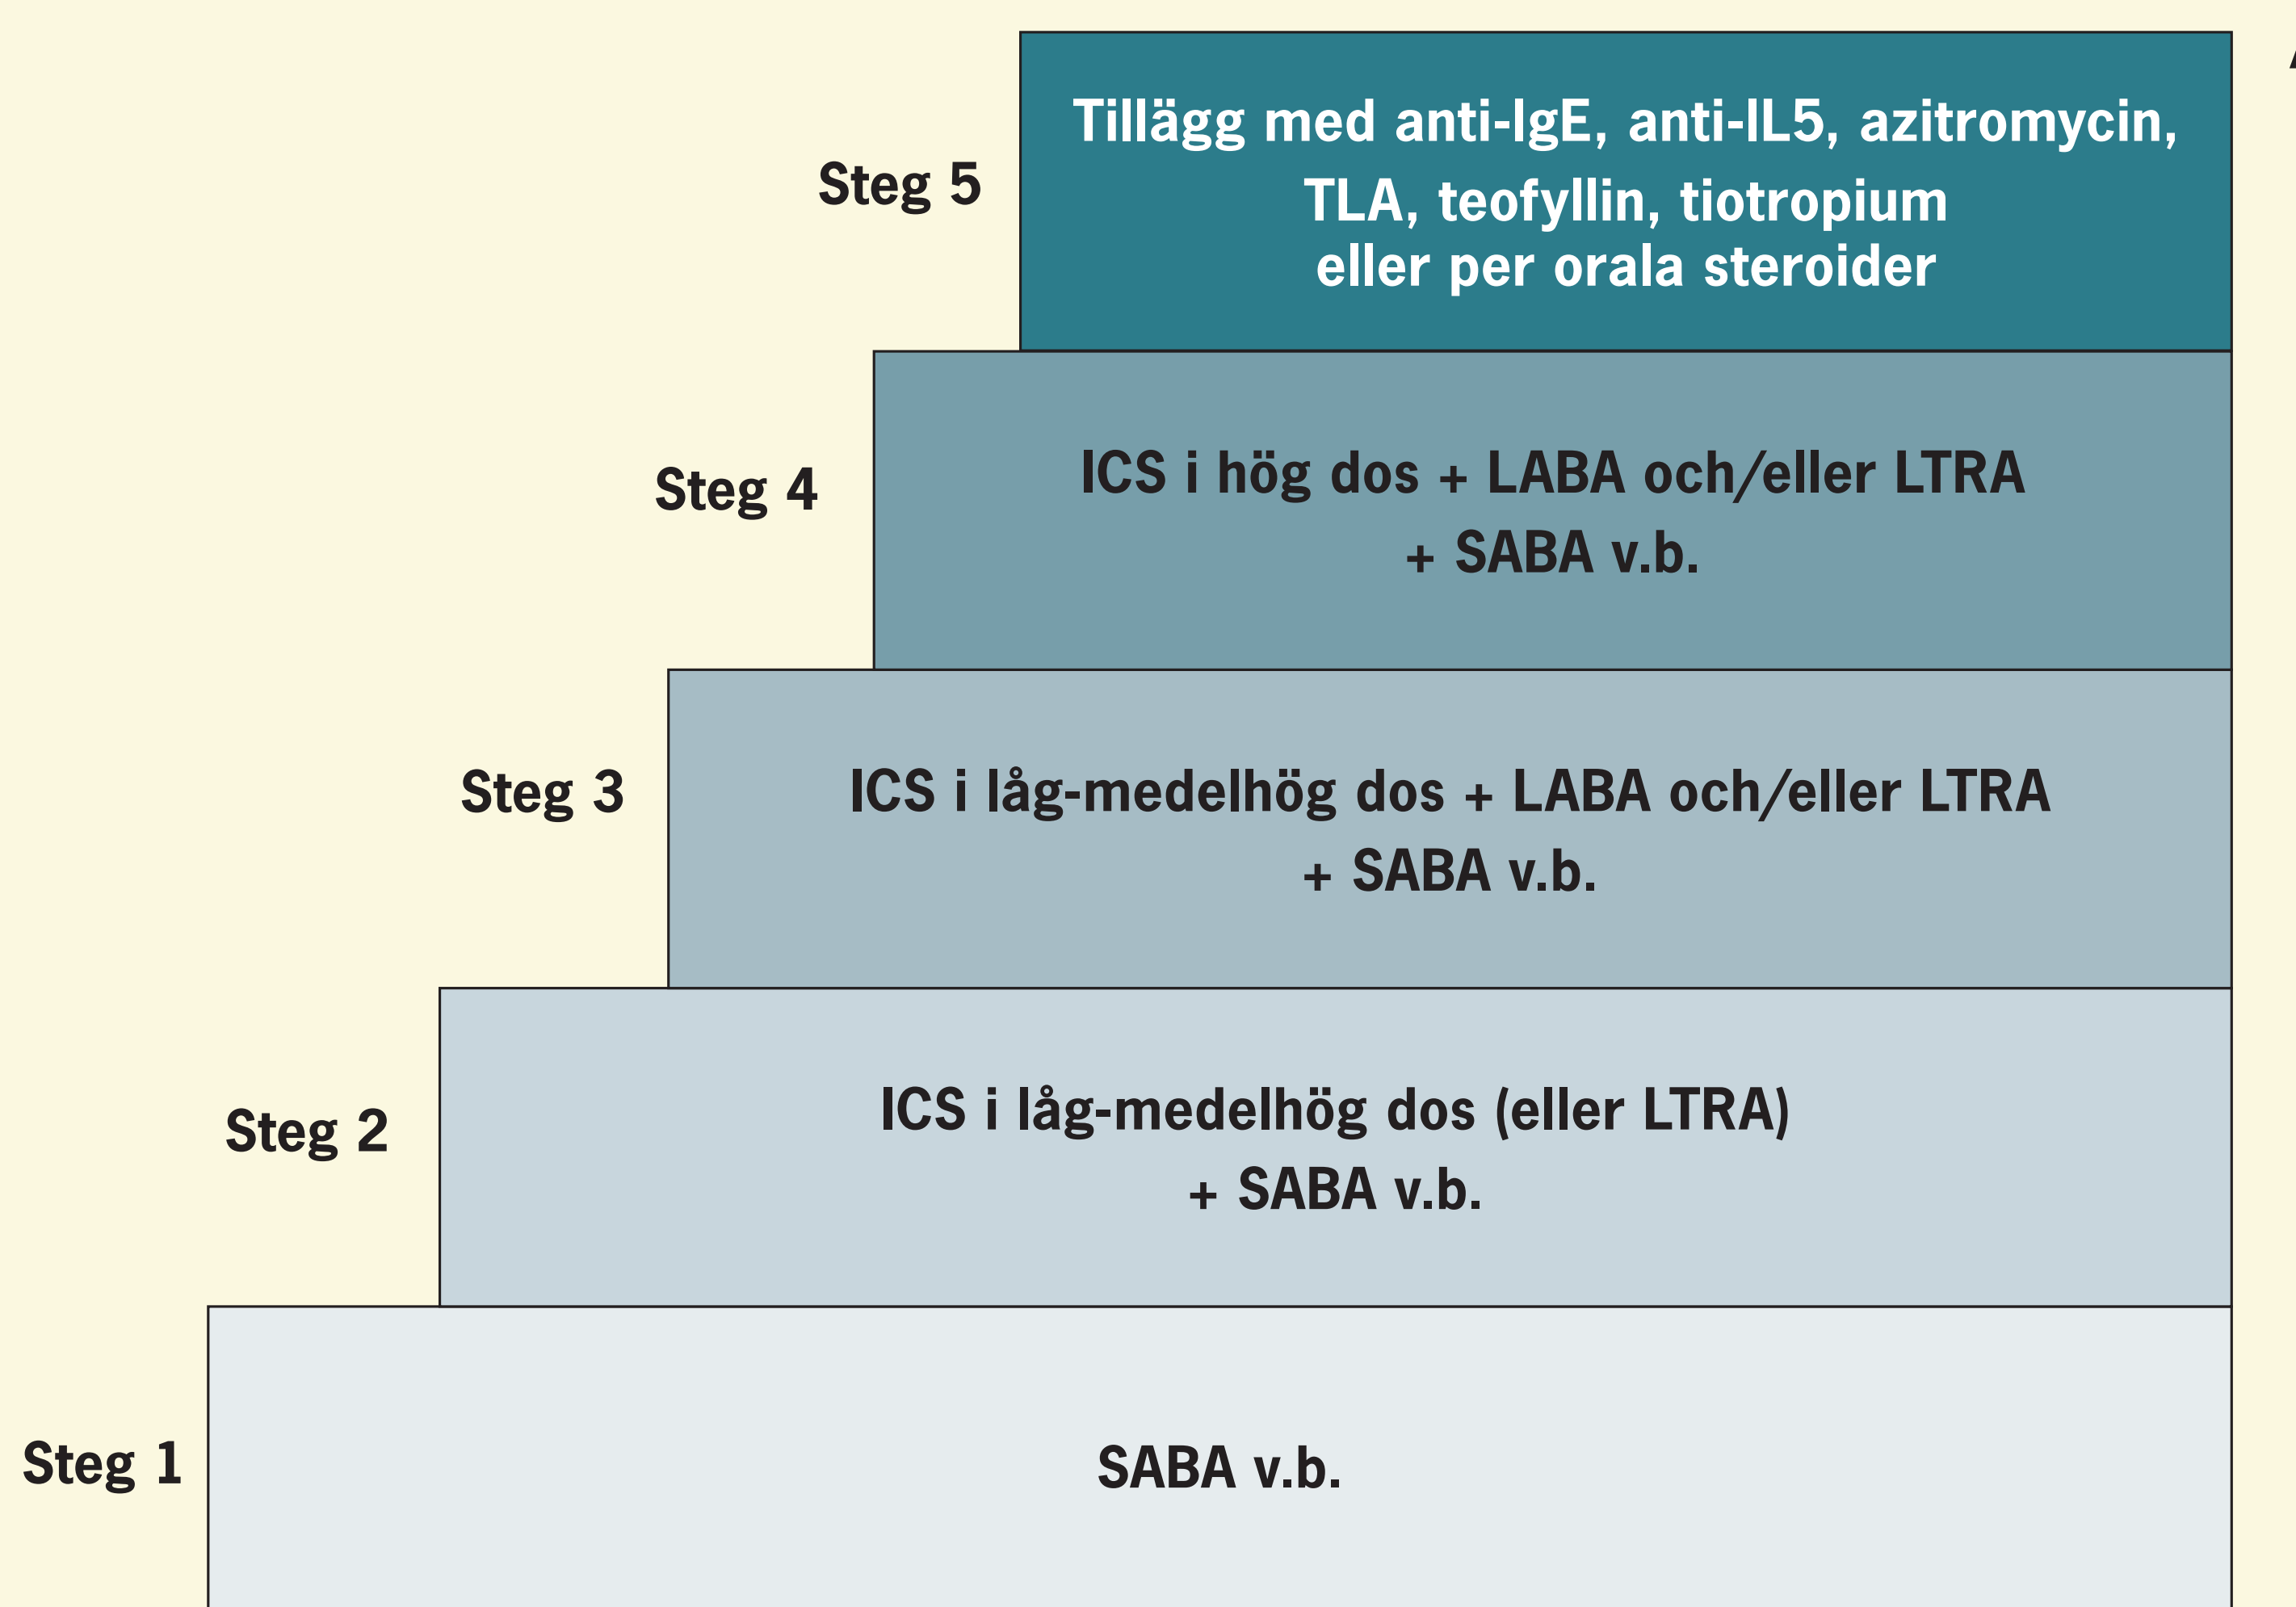 Steg 5
Tillägg med anti-IgE, anti-IL5, azitromycin,
TLA, teofyllin, tiotropium
eller per orala steroider
Steg 4
ICS i hög dos + LABA och/eller LTRA
+ SABA v.b.
Steg 3
ICS i låg-medelhög dos + LABA och/eller LTRA
+ SABA v.b.
Steg 2
ICS i låg-medelhög dos (eller LTRA)
+ SABA v.b.
Steg 1
SABA v.b.